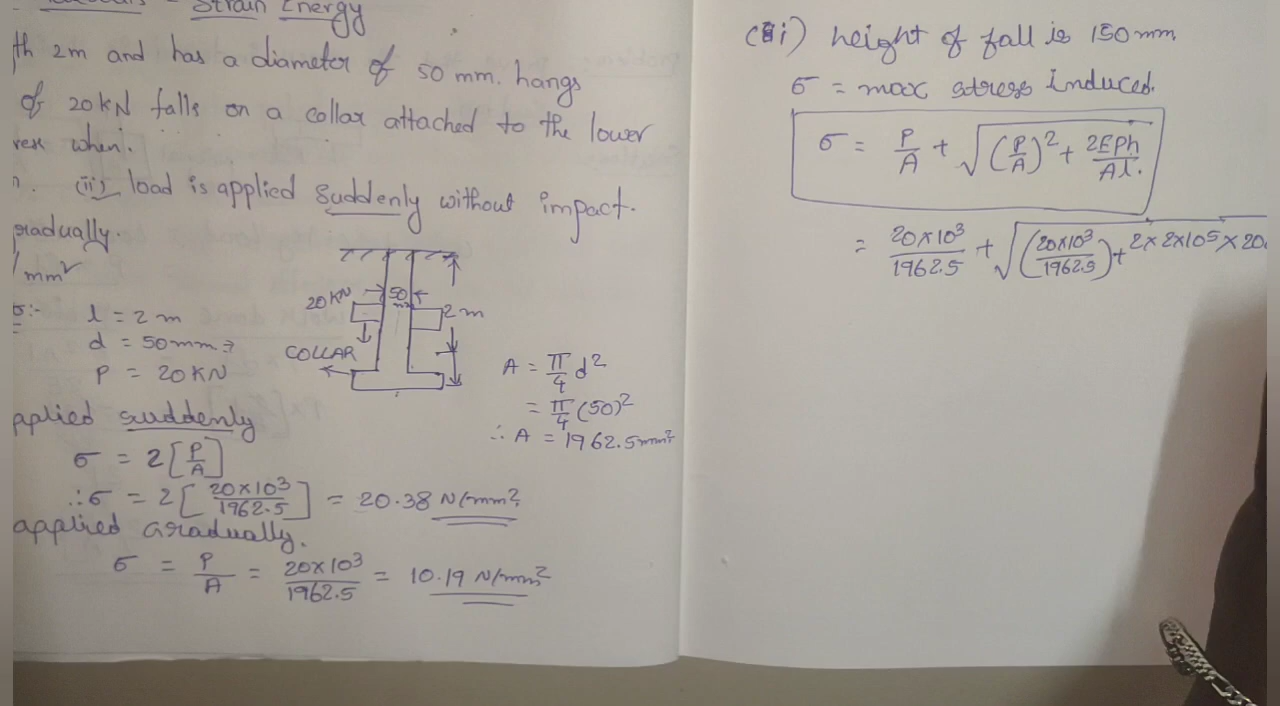 Strain Energy
th 2m and has a diameter of 50 mm. hangs
of 20kN falls on a collar attached to the lower
when.
(ii) load is applied Suddenly without impact.
gradually.
/mm²
l = 2m
d = 50mm
P = 20KN
20KN
50
2m
COLLAR
A = π/4 d²
= π/4 (50)²
∴ A = 1962.5mm²
applied suddenly
σ = 2[P/A]
∴σ = 2[20×10³/1962.5] = 20.38 N/mm²
applied Gradually.
σ = P/A = 20×10³/1962.5 = 10.19 N/mm²
(i) height of fall is 150mm
σ = max stress induced.
σ = P/A + √(P/A)² + 2EPh/Al.
= 20×10³/1962.5 + √(20×10³/1962.5) + 2×2×10⁵×20